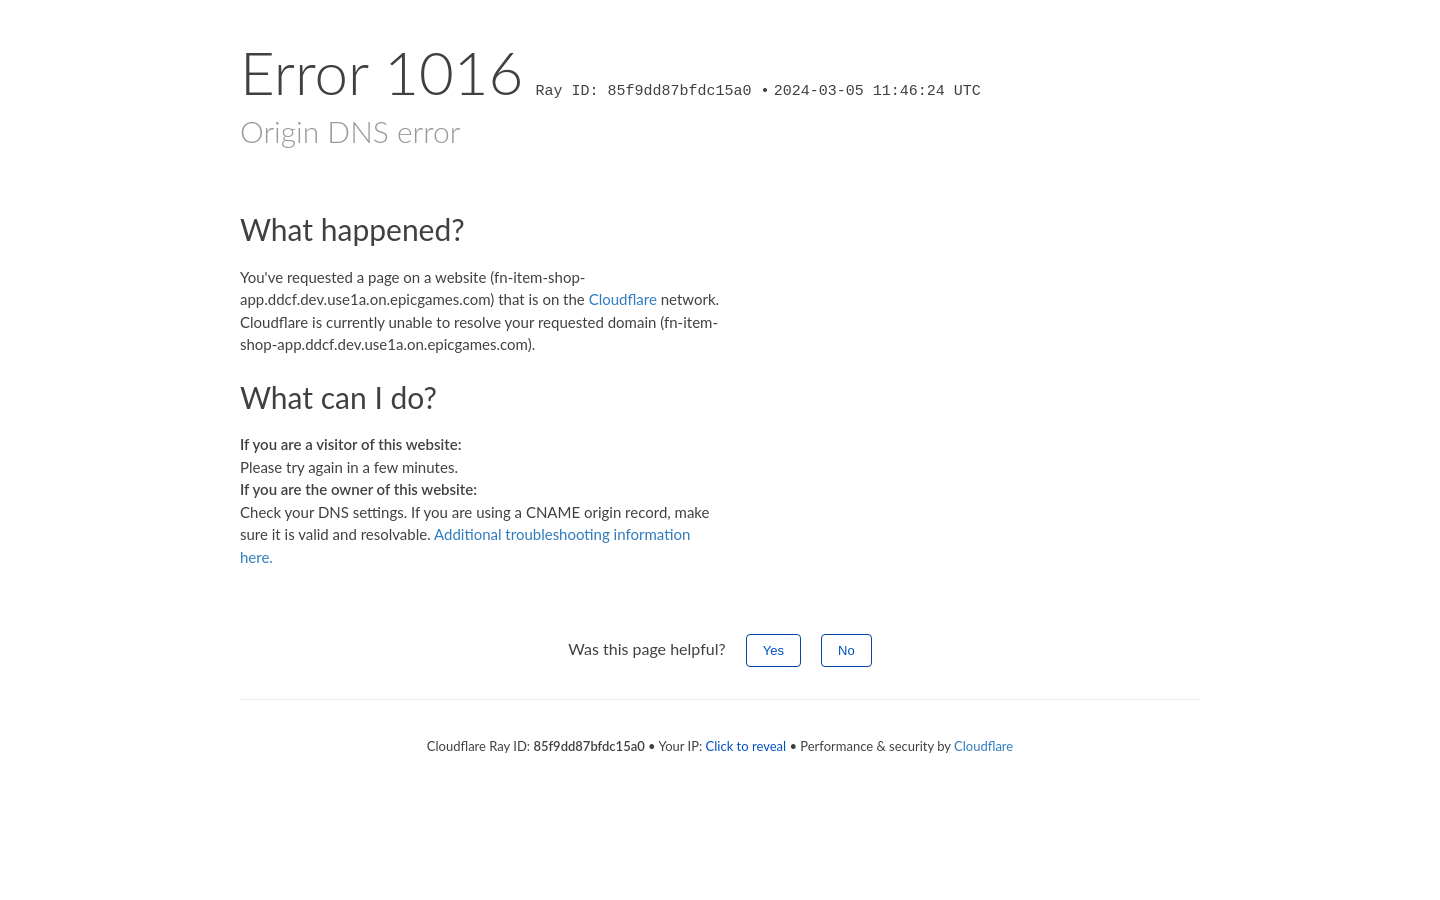 Error 1016 Ray ID: 85f9dd87bfdc15a0 • 2024-03-05 11:46:24 UTC
Origin DNS error
What happened?
You've requested a page on a website (fn-item-shop-
app.ddcf.dev.use1a.on.epicgames.com) that is on the Cloudflare network.
Cloudflare is currently unable to resolve your requested domain (fn-item-
shop-app.ddcf.dev.use1a.on.epicgames.com).
What can I do?
If you are a visitor of this website:
Please try again in a few minutes.
If you are the owner of this website:
Check your DNS settings. If you are using a CNAME origin record, make
sure it is valid and resolvable. Additional troubleshooting information
here.
Was this page helpful? Yes No
Cloudflare Ray ID: 85f9dd87bfdc15a0 • Your IP: Click to reveal • Performance & security by Cloudflare